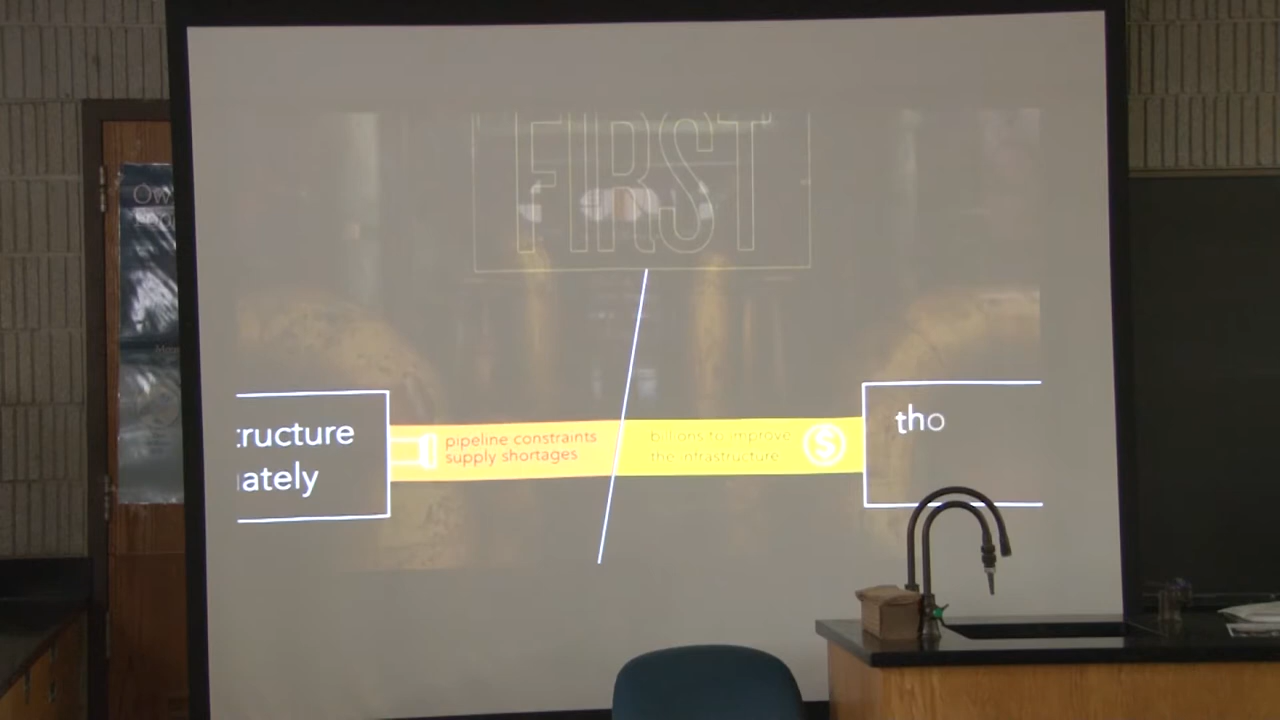 FIRST
tructure
ately
pipeline constraints
supply shortages
billions to improve
the infrastructure
$
tho